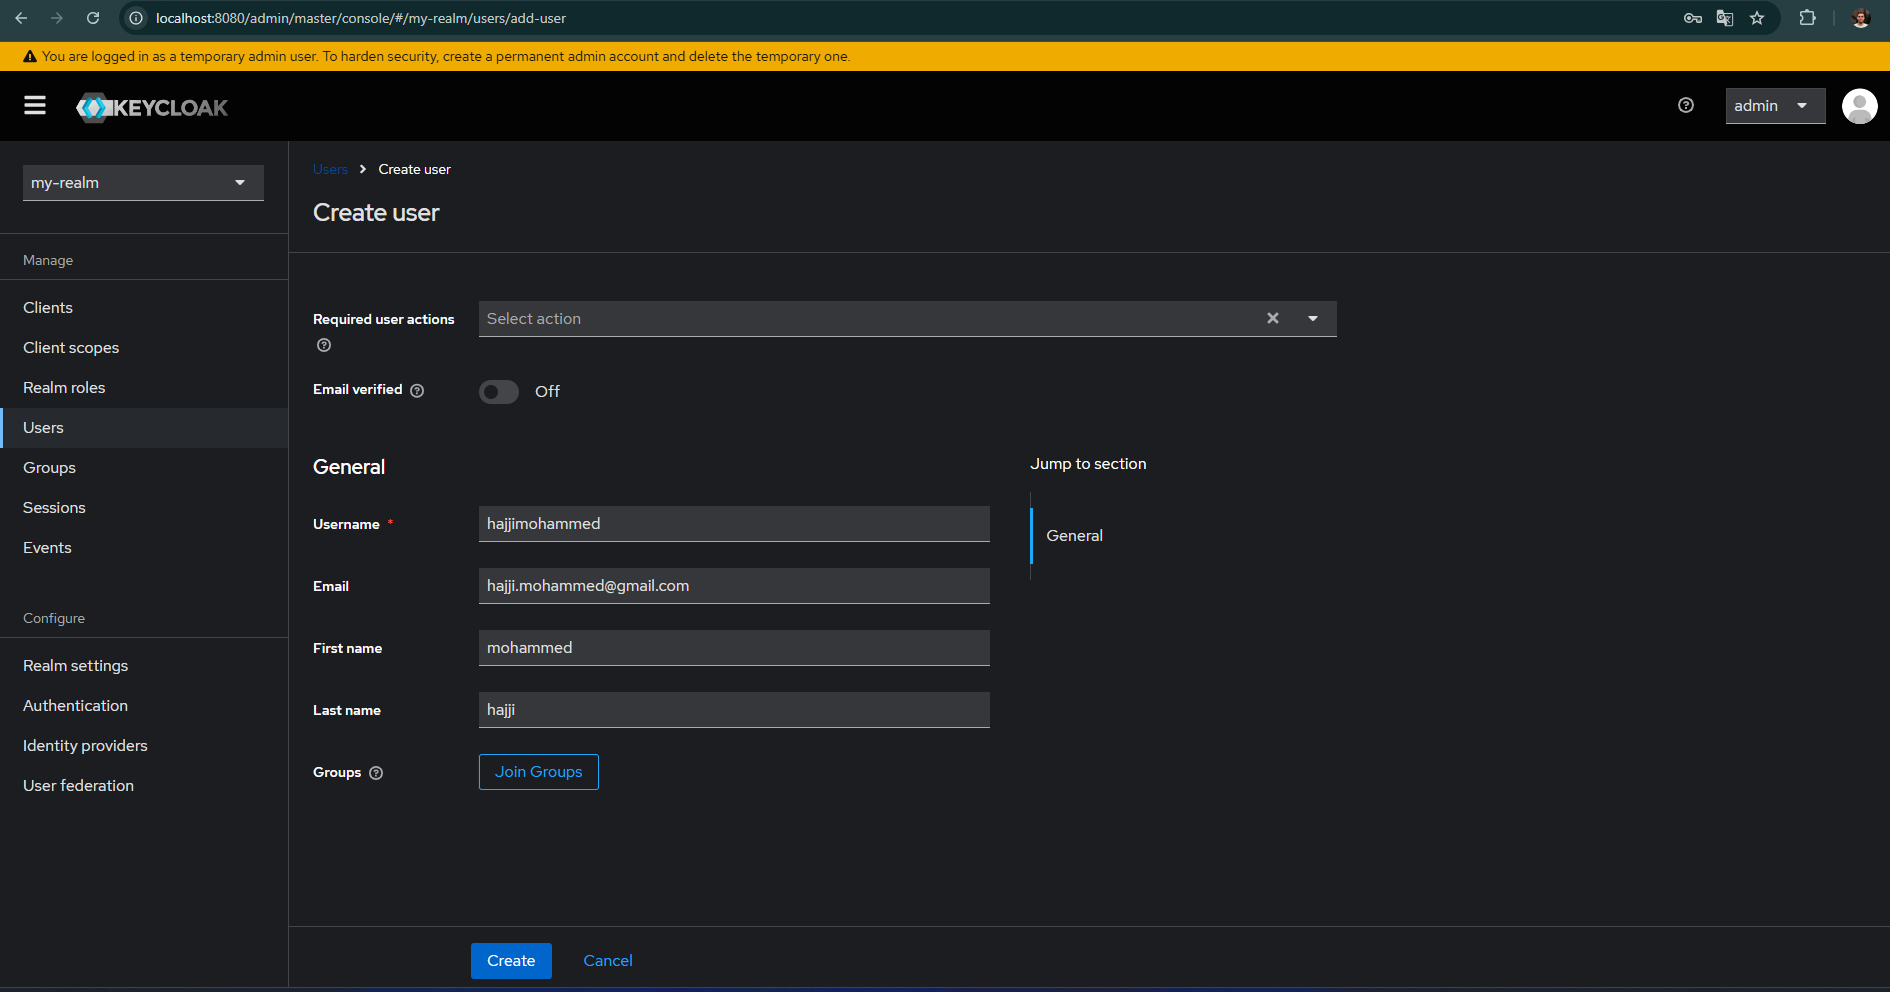 localhost:8080/admin/master/console/#/my-realm/users/add-user
You are logged in as a temporary admin user. To harden security, create a permanent admin account and delete the temporary one.
KEYCLOAK
admin
my-realm
Manage
Clients
Client scopes
Realm roles
Users
Groups
Sessions
Events
Configure
Realm settings
Authentication
Identity providers
User federation
Users > Create user
Create user
Required user actions
Select action
Email verified
Off
General
Username *
hajjimohammed
Email
hajji.mohammed@gmail.com
First name
mohammed
Last name
hajji
Groups
Join Groups
Jump to section
General
Create
Cancel